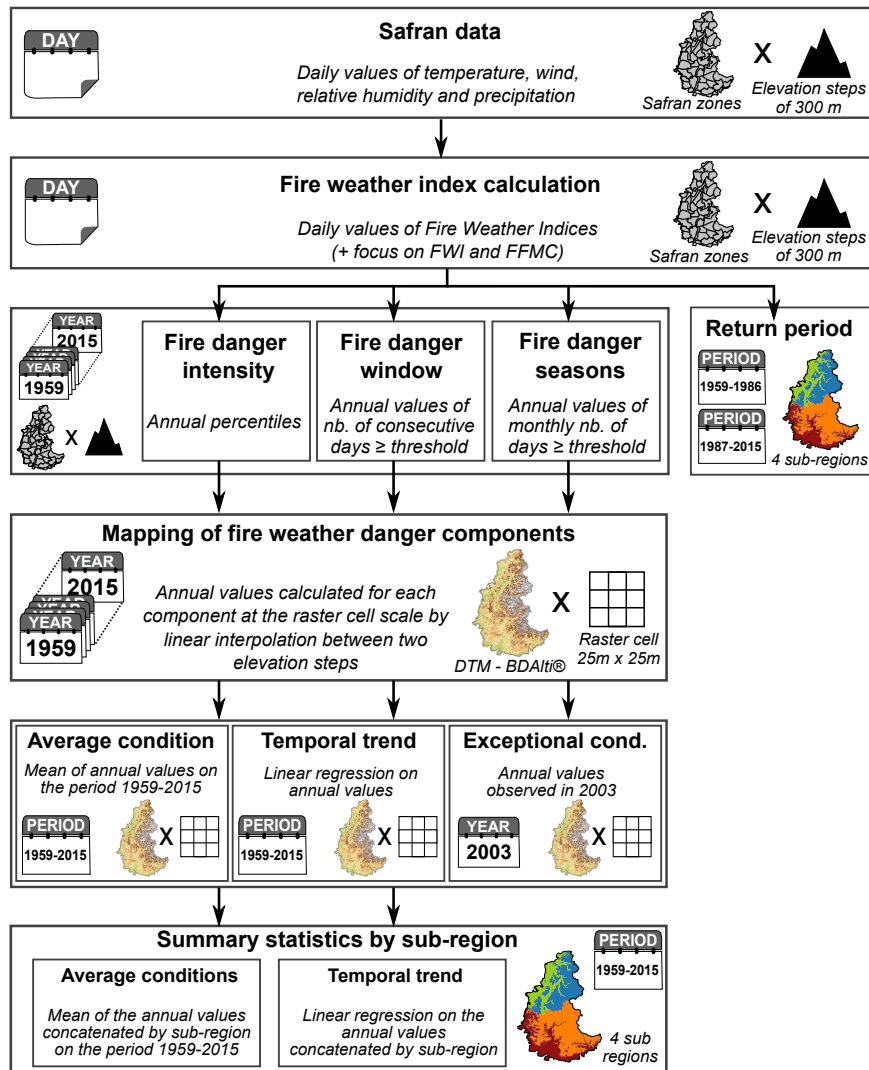 DAY
Safran data
Daily values of temperature, wind,
relative humidity and precipitation
X
Safran zones
Elevation steps
of 300 m
DAY
Fire weather index calculation
Daily values of Fire Weather Indices
(+ focus on FWI and FFMC)
X
Safran zones
Elevation steps
of 300 m
YEAR
2015
YEAR
YEAR
1959
X
Fire danger
intensity
Annual percentiles
Fire danger
window
Annual values of
nb. of consecutive
days ≥ threshold
Fire danger
seasons
Annual values of
monthly nb. of
days ≥ threshold
Return period
PERIOD
1959-1986
PERIOD
1987-2015
4 sub-regions
Mapping of fire weather danger components
YEAR
2015
YEAR
YEAR
1959
Annual values calculated for each
component at the raster cell scale by
linear interpolation between two
elevation steps
X
DTM - BDAlti®
Raster cell
25m x 25m
Average condition
Mean of annual values on
the period 1959-2015
PERIOD
1959-2015
X
Temporal trend
Linear regression on
annual values
PERIOD
1959-2015
X
Exceptional cond.
Annual values
observed in 2003
YEAR
2003
X
Summary statistics by sub-region
Average conditions
Mean of the annual values
concatenated by sub-region
on the period 1959-2015
Temporal trend
Linear regression on the
annual values
concatenated by sub-region
PERIOD
1959-2015
4 sub
regions